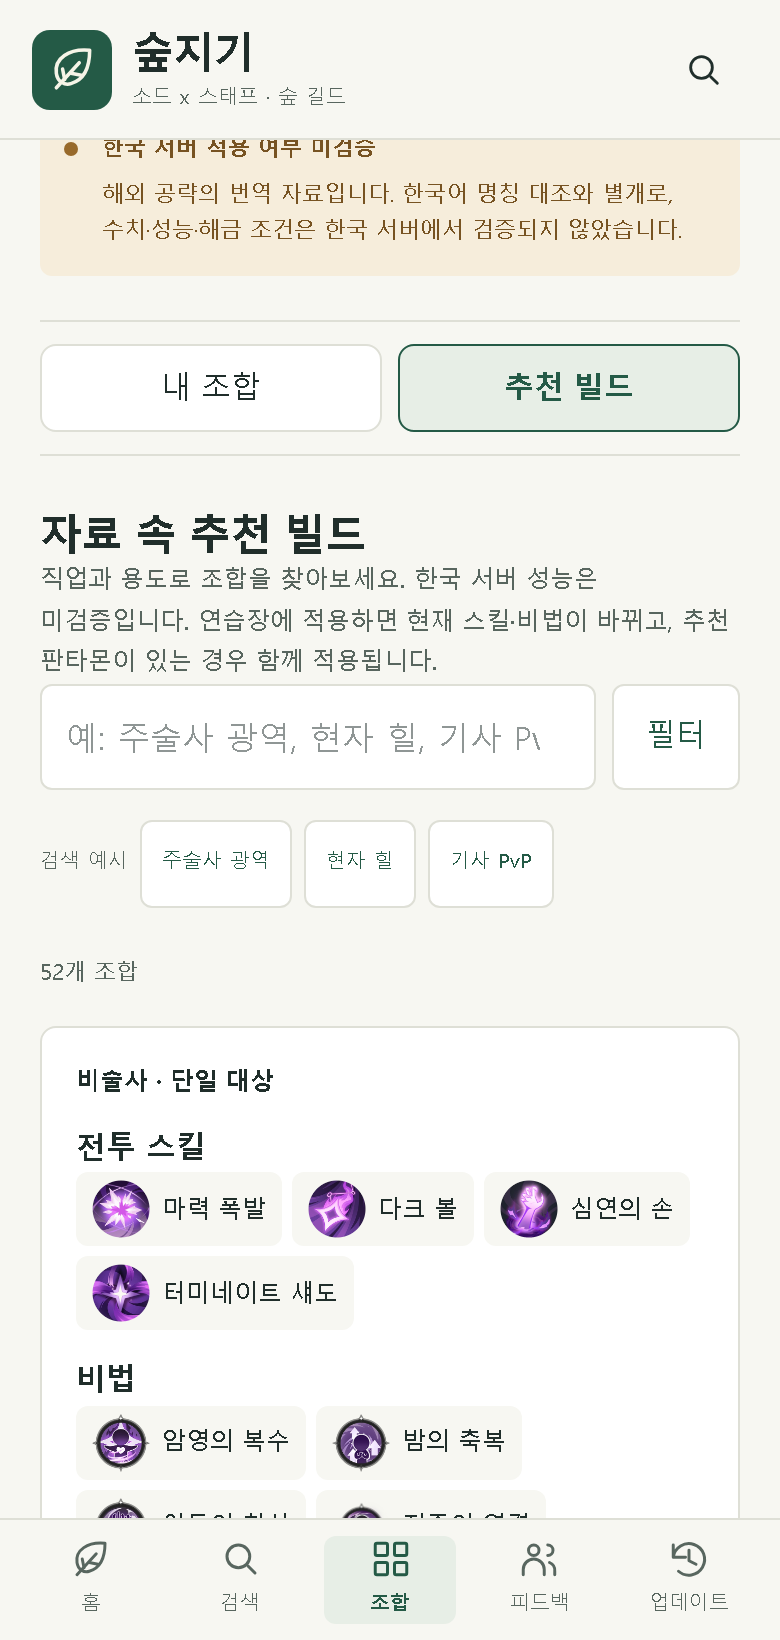 숲지기
소드 x 스태프 · 숲 길드
한국 서버 적용 여부 미검증
해외 공략의 번역 자료입니다. 한국어 명칭 대조와 별개로,
수치·성능·해금 조건은 한국 서버에서 검증되지 않았습니다.
내 조합
추천 빌드
자료 속 추천 빌드
직업과 용도로 조합을 찾아보세요. 한국 서버 성능은
미검증입니다. 연습장에 적용하면 현재 스킬·비법이 바뀌고, 추천
판타몬이 있는 경우 함께 적용됩니다.
예: 주술사 광역, 현자 힐, 기사 P
필터
검색 예시
주술사 광역
현자 힐
기사 PvP
52개 조합
비술사 · 단일 대상
전투 스킬
마력 폭발
다크 볼
심연의 손
터미네이트 섀도
비법
암영의 복수
밤의 축복
홈
검색
조합
피드백
업데이트